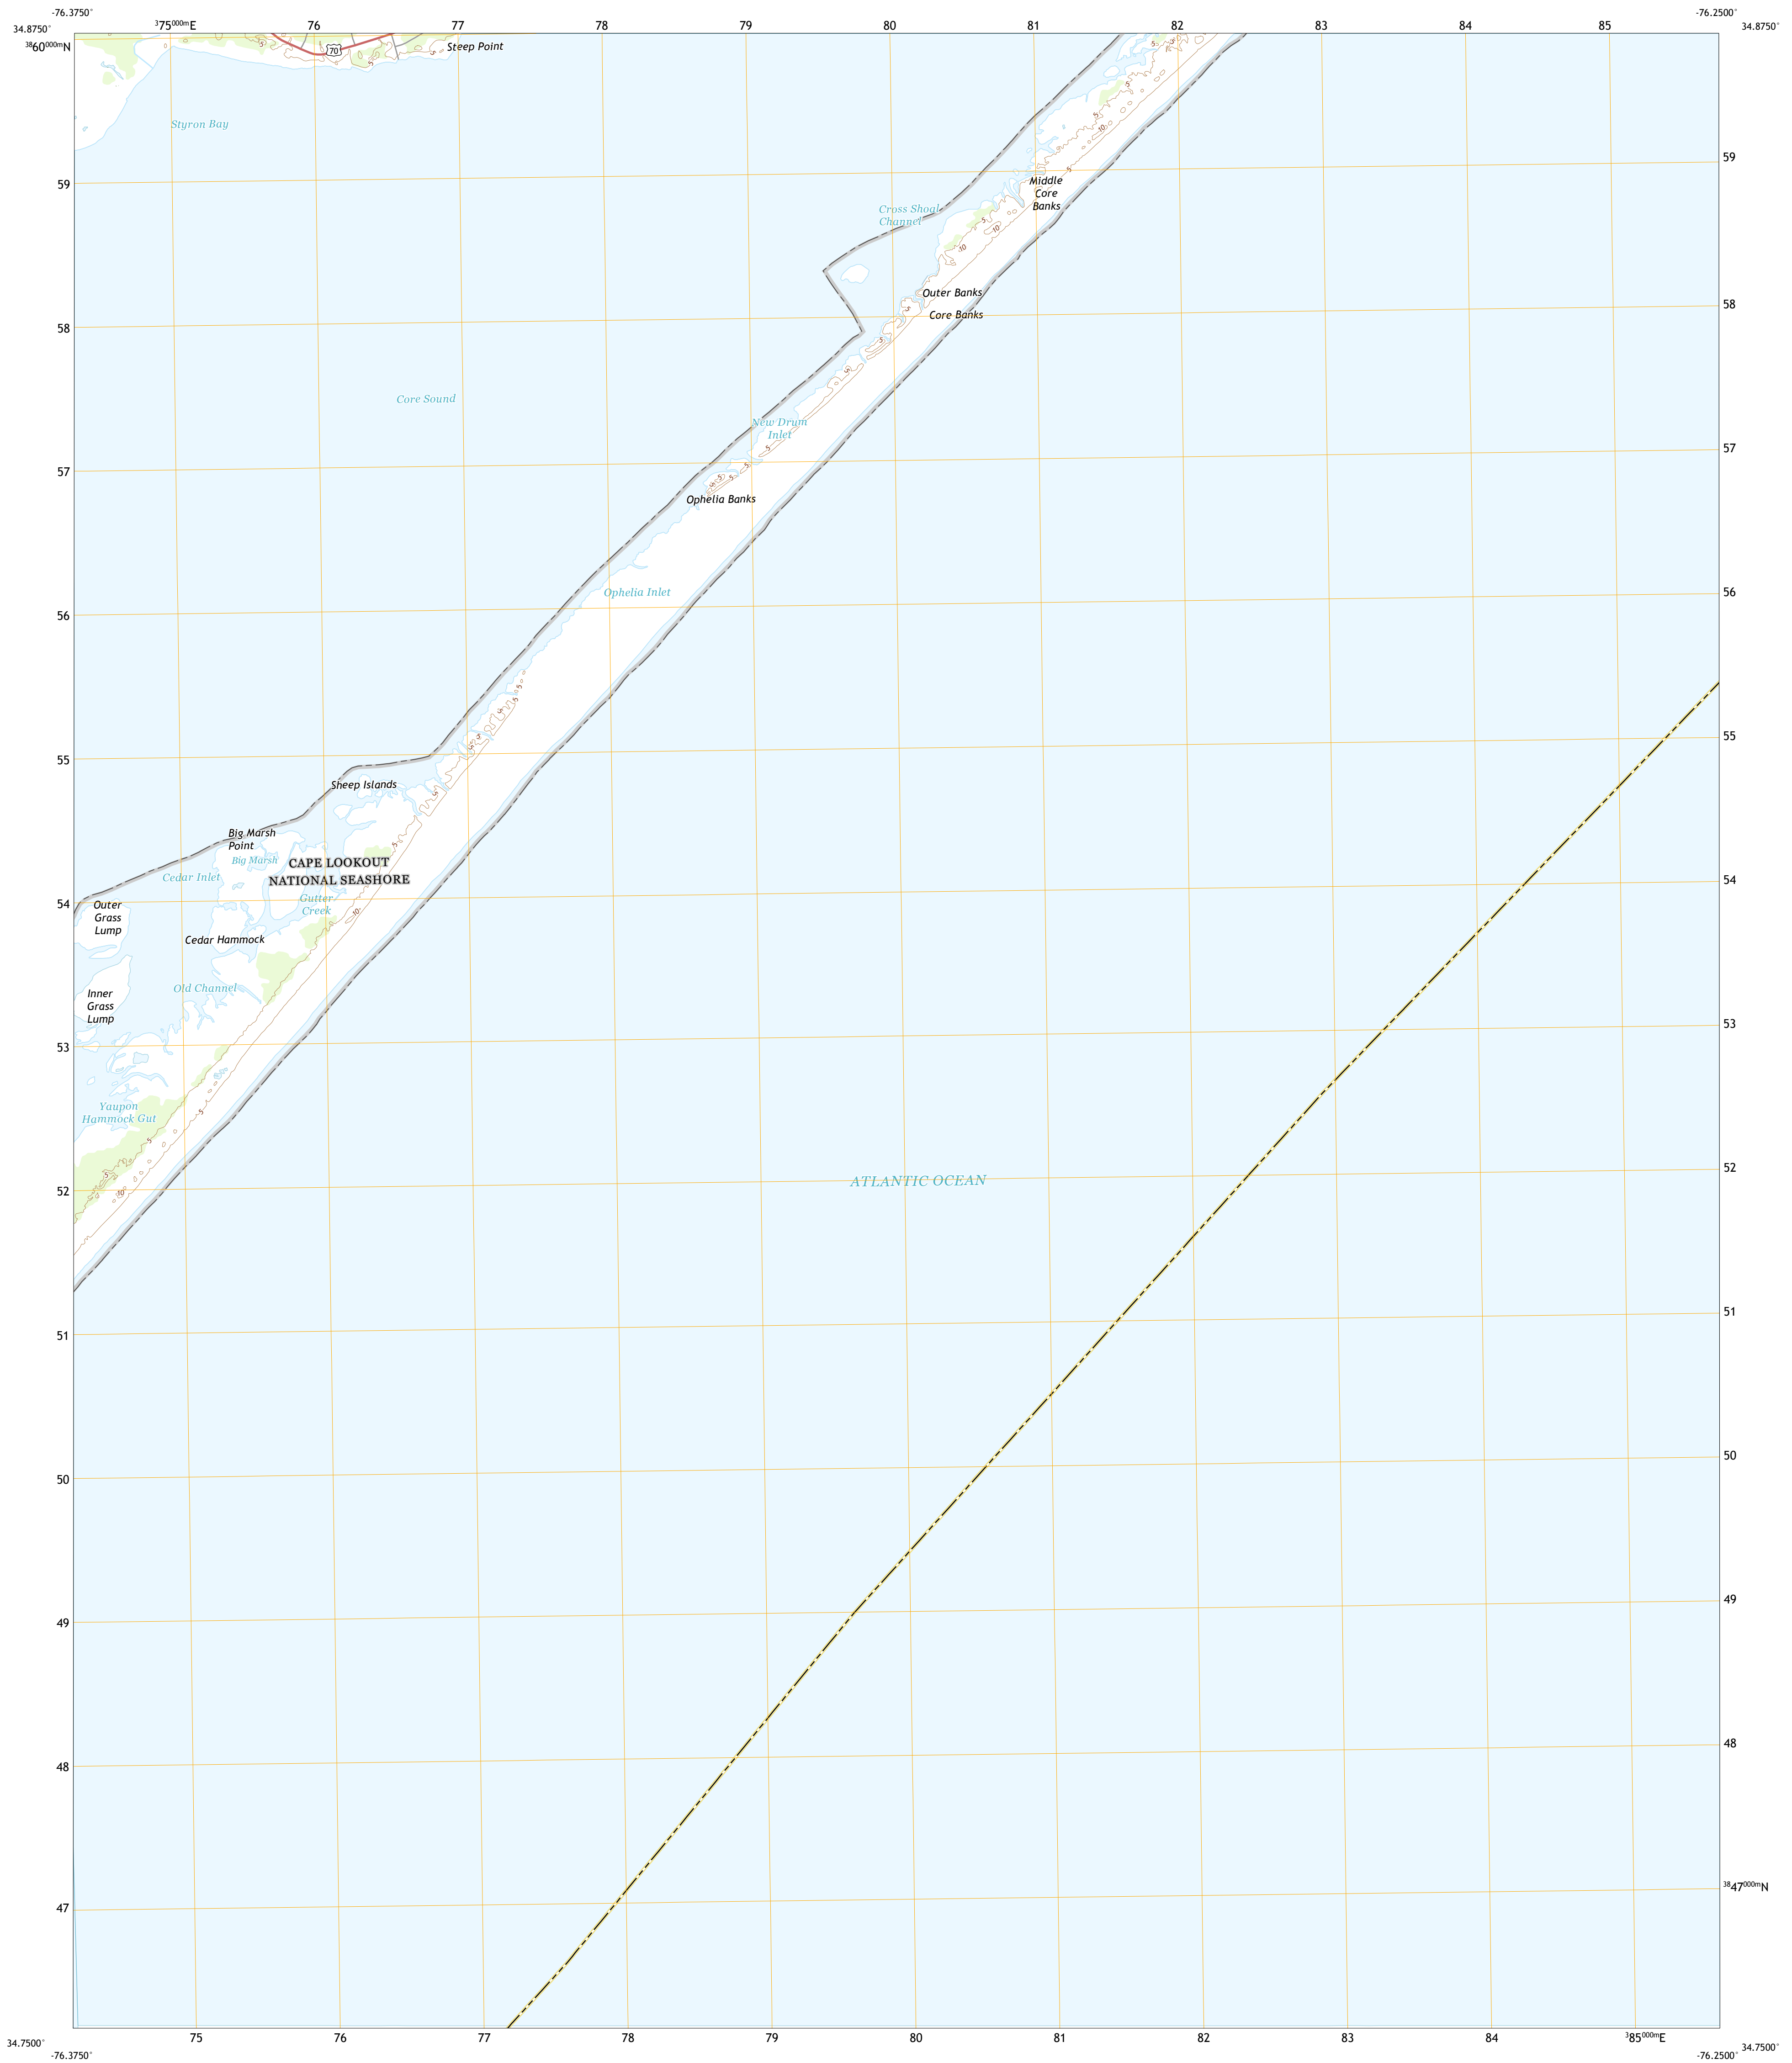 -76.3750°
-76.2500°
34.8750°
³75⁰⁰⁰ᵐE 76 77 78 79 80 81 82 83 84 85
34.8750°
³⁸60⁰⁰⁰ᵐN
70
Steep Point
Styron Bay
59
59
Middle
Core
Banks
Cross Shoal
Channel
Outer Banks
Core Banks
58
58
Core Sound
New Drum
Inlet
57
57
Ophelia Banks
Ophelia Inlet
56
56
55
55
Sheep Islands
Big Marsh
Point
Big Marsh
CAPE LOOKOUT
NATIONAL SEASHORE
Cedar Inlet
Gutter
Creek
54
54
Outer
Grass
Lump
Cedar Hammock
Old Channel
Inner
Grass
Lump
53
53
Yaupon
Hammock Gut
52
52
ATLANTIC OCEAN
51
51
50
50
49
49
48
48
47
³⁸47⁰⁰⁰ᵐN
34.7500°
75 76 77 78 79 80 81 82 83 84 ³85⁰⁰⁰ᵐE
34.7500°
-76.3750°
-76.2500°